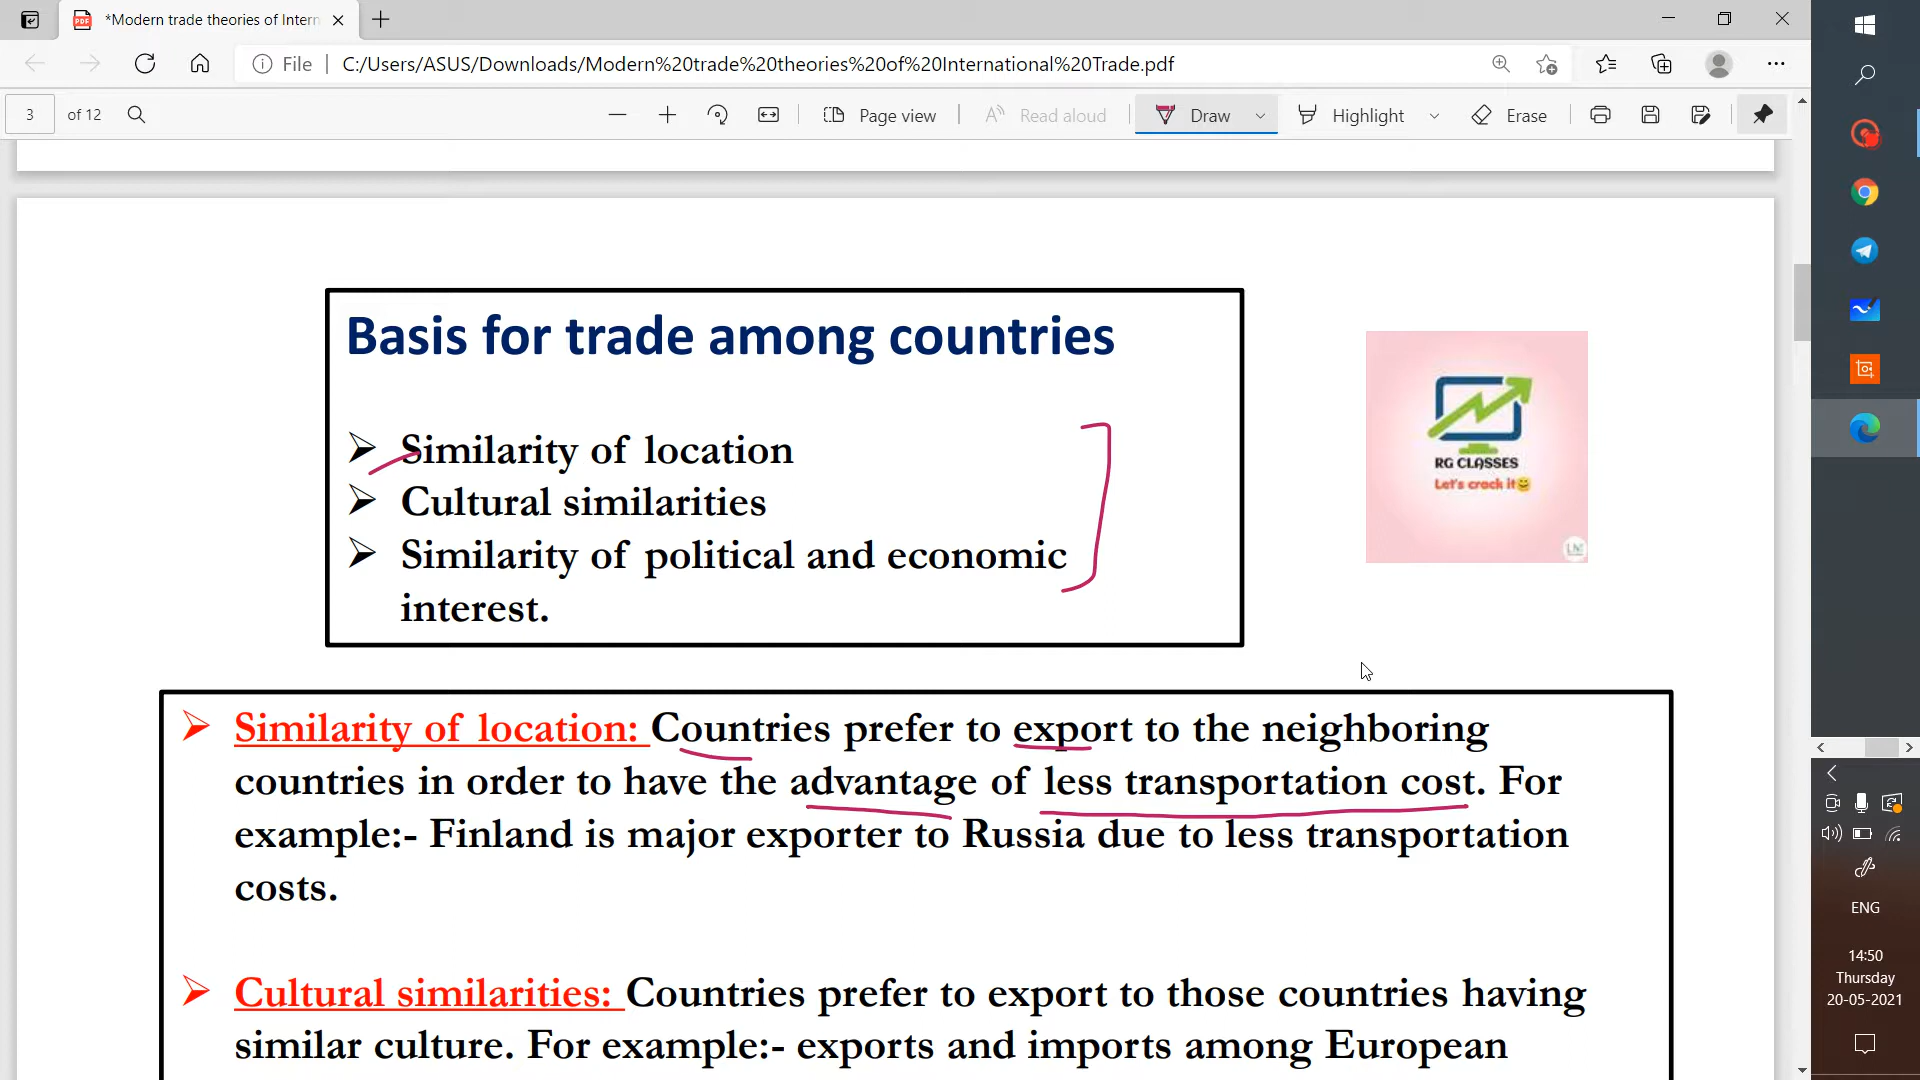 *Modern trade theories of Intern
File
C:/Users/ASUS/Downloads/Modern%20trade%20theories%20of%20International%20Trade.pdf
3 of 12
Page view
Read aloud
Draw
Highlight
Erase
Basis for trade among countries
Similarity of location
Cultural similarities
Similarity of political and economic
interest.
RG CLASSES
Let's crack it
Similarity of location: Countries prefer to export to the neighboring
countries in order to have the advantage of less transportation cost. For
example:- Finland is major exporter to Russia due to less transportation
costs.
Cultural similarities: Countries prefer to export to those countries having
similar culture. For example:- exports and imports among European
ENG
14:50
Thursday
20-05-2021